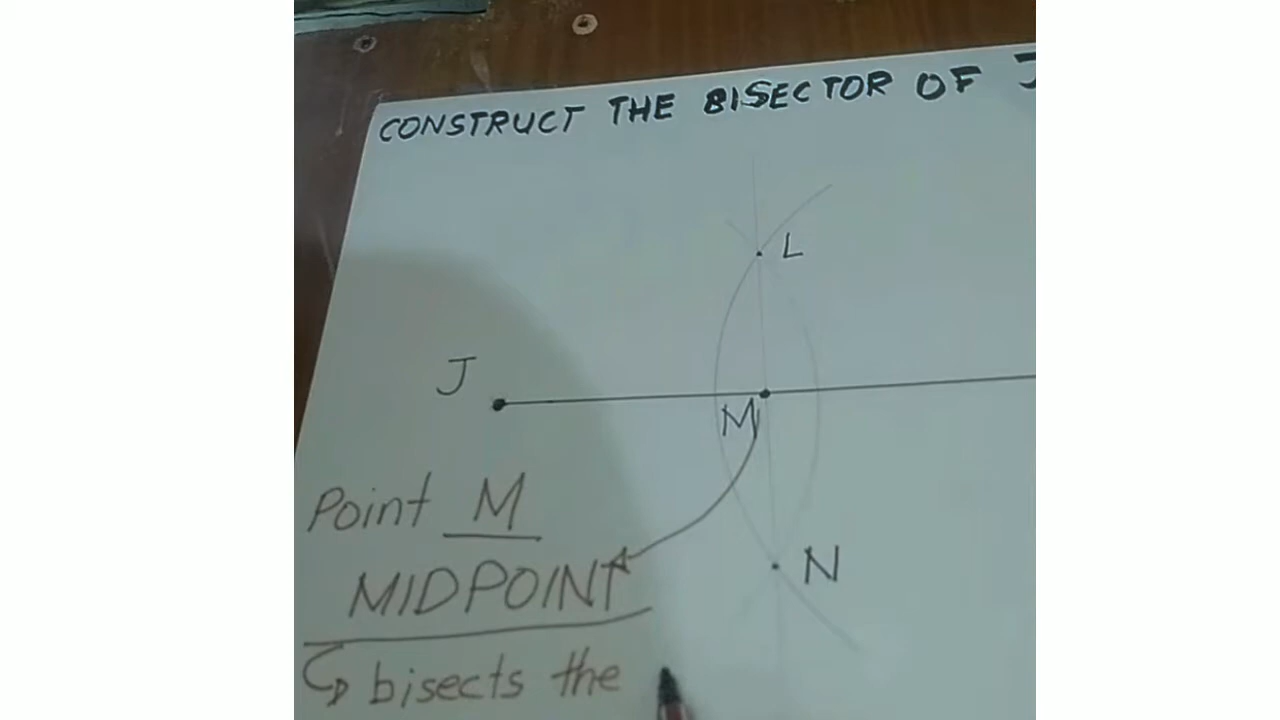 CONSTRUCT THE BISECTOR OF J
L
J
M
Point M
N
MIDPOINT
bisects the